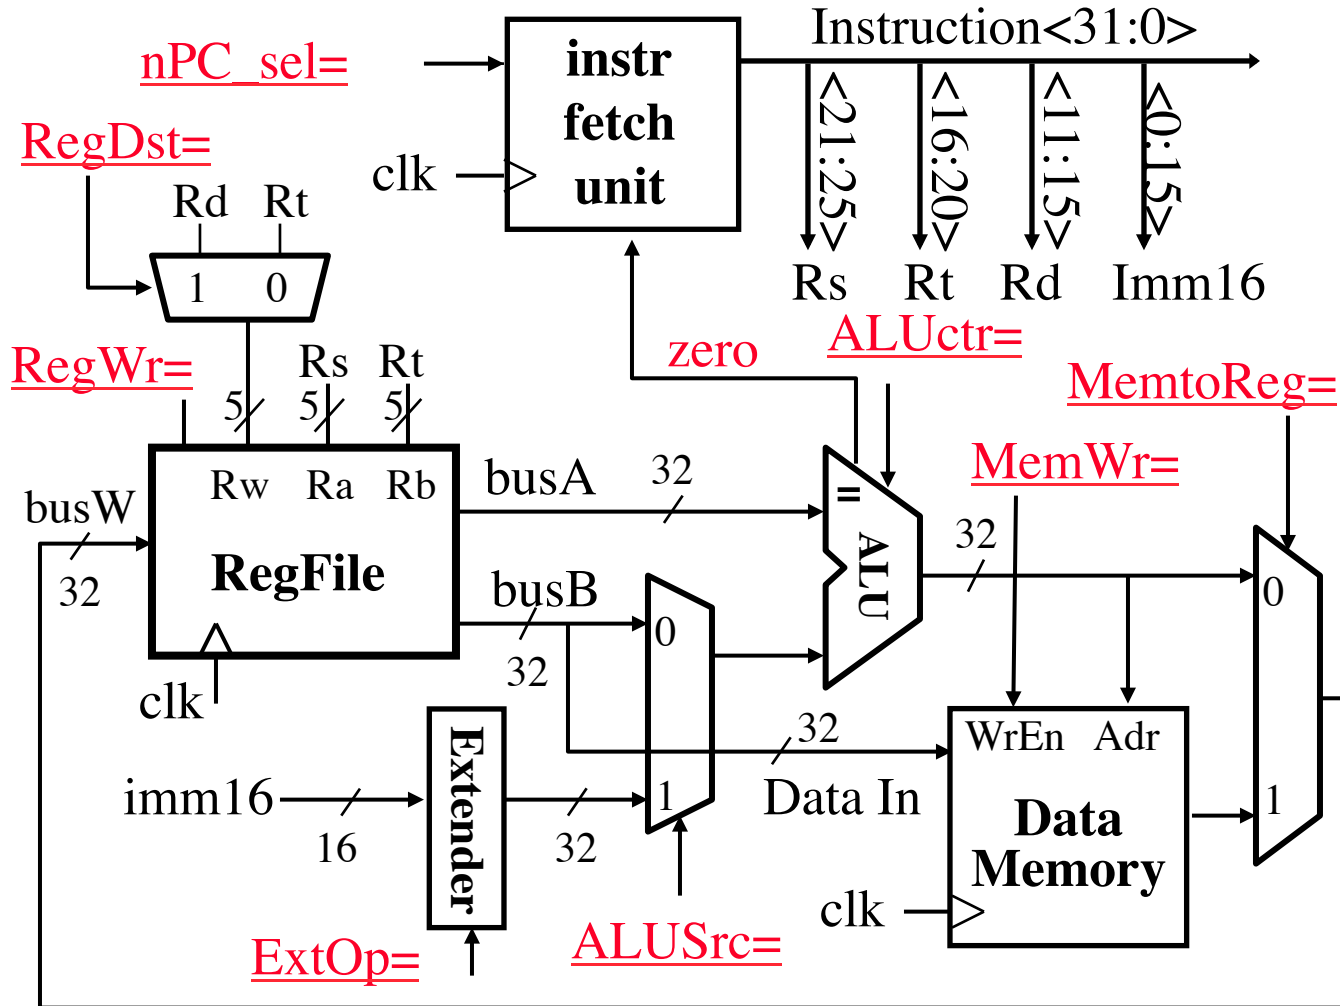 Instruction<31:0>
nPC_sel=
instr
fetch
unit
clk
<21:25>
<16:20>
<11:15>
<0:15>
RegDst=
Rd
Rt
1
0
Rs
Rt
Rd
Imm16
zero
ALUctr=
RegWr=
Rs
Rt
5
5
5
MemtoReg=
Rw
Ra
Rb
busW
32
RegFile
clk
busA
32
busB
32
=
ALU
MemWr=
32
0
1
0
1
imm16
16
Extender
32
ExtOp=
ALUSrc=
32
Data In
WrEn
Adr
Data
Memory
clk